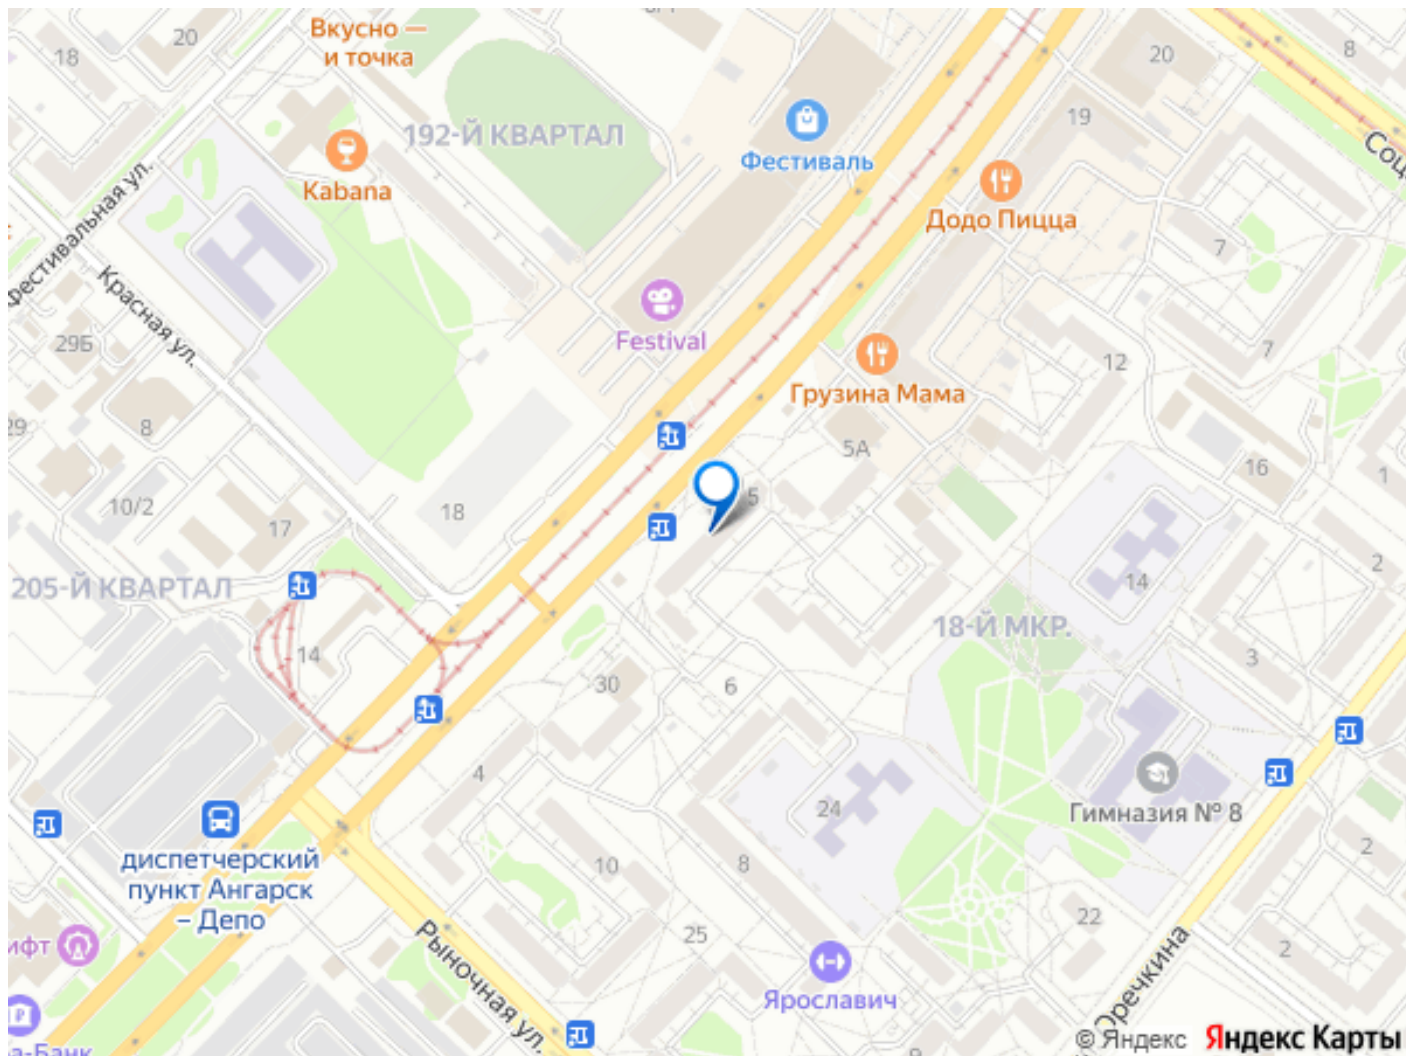 Вкусно —
и точка
20
18
8
20
19
192-Й КВАРТАЛ
Фестиваль
Kabana
Додо Пицца
Фестивальная ул.
Красная ул.
7
Festival
29Б
7
12
Грузина Мама
8
29
5А
16
1
5
10/2
17
18
2
14
205-Й КВАРТАЛ
18-Й МКР.
14
3
30
6
4
24
Гимназия № 8
диспетчерский
пункт Ангарск
– Депо
10
8
2
22
25
Рыночная ул.
2
Ярославич
© Яндекс Яндекс Карты